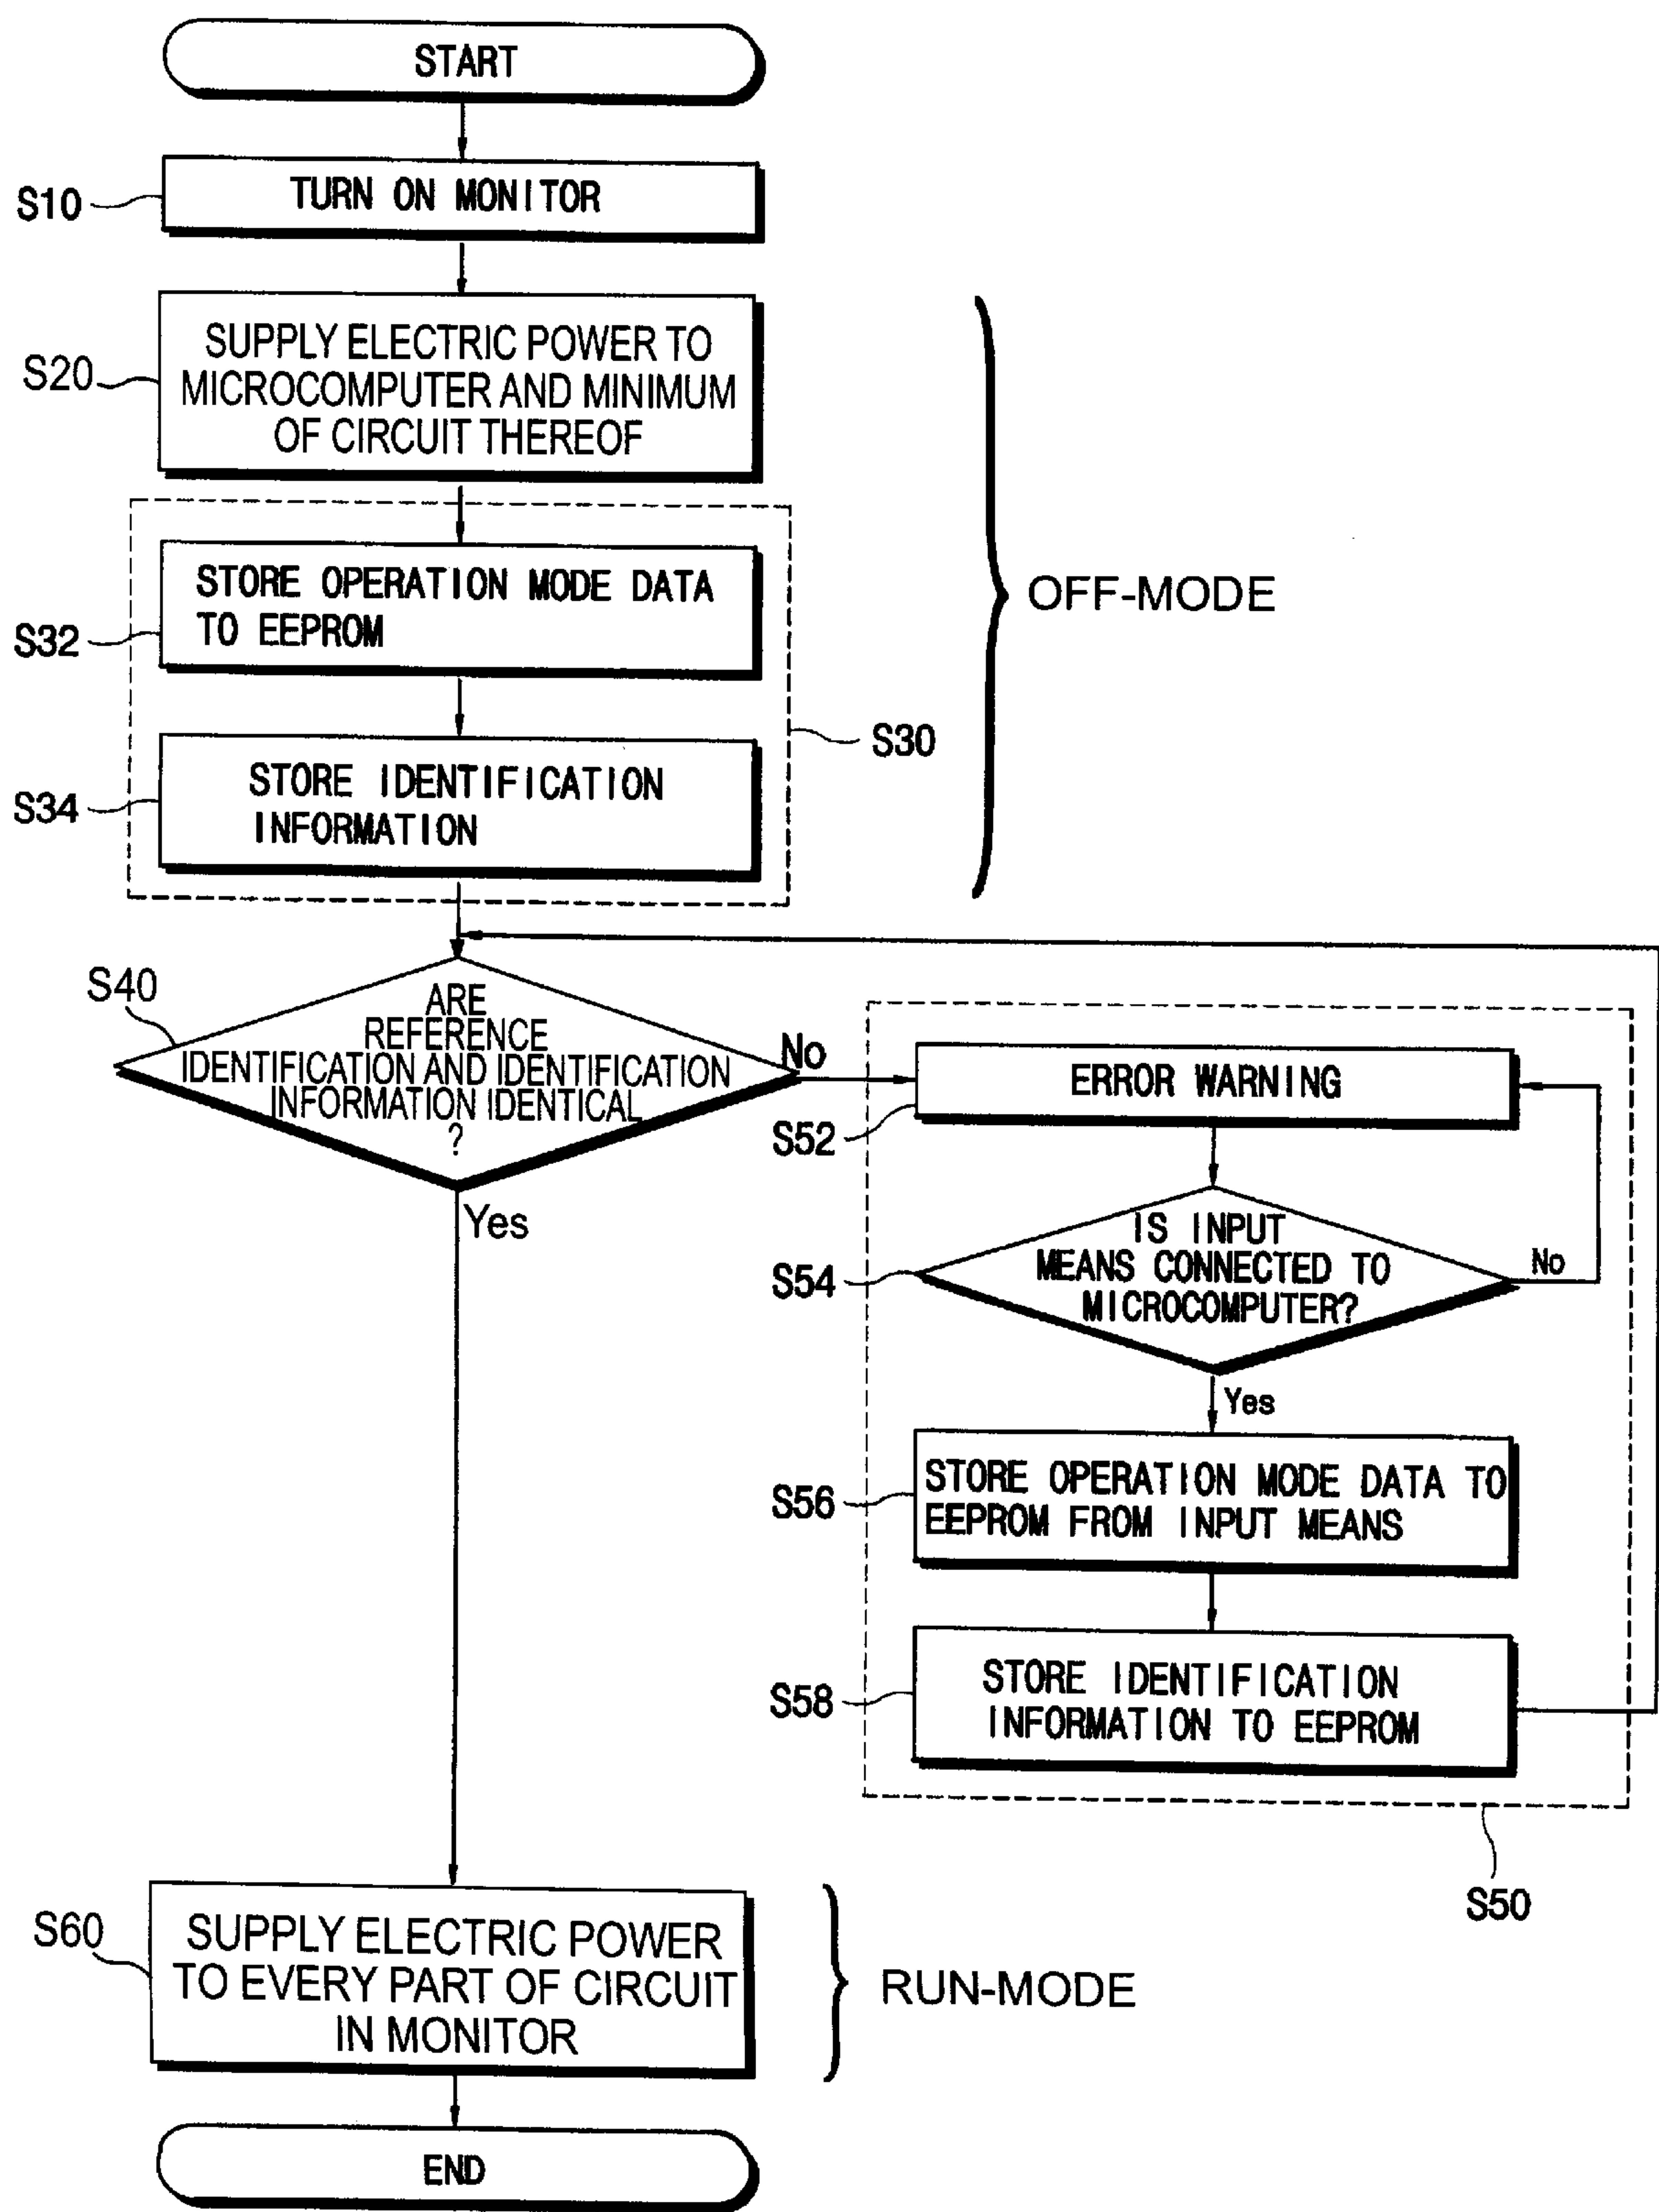 START
S10
TURN ON MONITOR
S20
SUPPLY ELECTRIC POWER TO
MICROCOMPUTER AND MINIMUM
OF CIRCUIT THEREOF
OFF-MODE
S32
STORE OPERATION MODE DATA
TO EEPROM
S30
S34
STORE IDENTIFICATION
INFORMATION
S40
ARE
REFERENCE
IDENTIFICATION AND IDENTIFICATION
INFORMATION IDENTICAL
?
No
Yes
S52
ERROR WARNING
S54
IS INPUT
MEANS CONNECTED TO
MICROCOMPUTER?
No
Yes
S56
STORE OPERATION MODE DATA TO
EEPROM FROM INPUT MEANS
S58
STORE IDENTIFICATION
INFORMATION TO EEPROM
S50
S60
SUPPLY ELECTRIC POWER
TO EVERY PART OF CIRCUIT
IN MONITOR
RUN-MODE
END